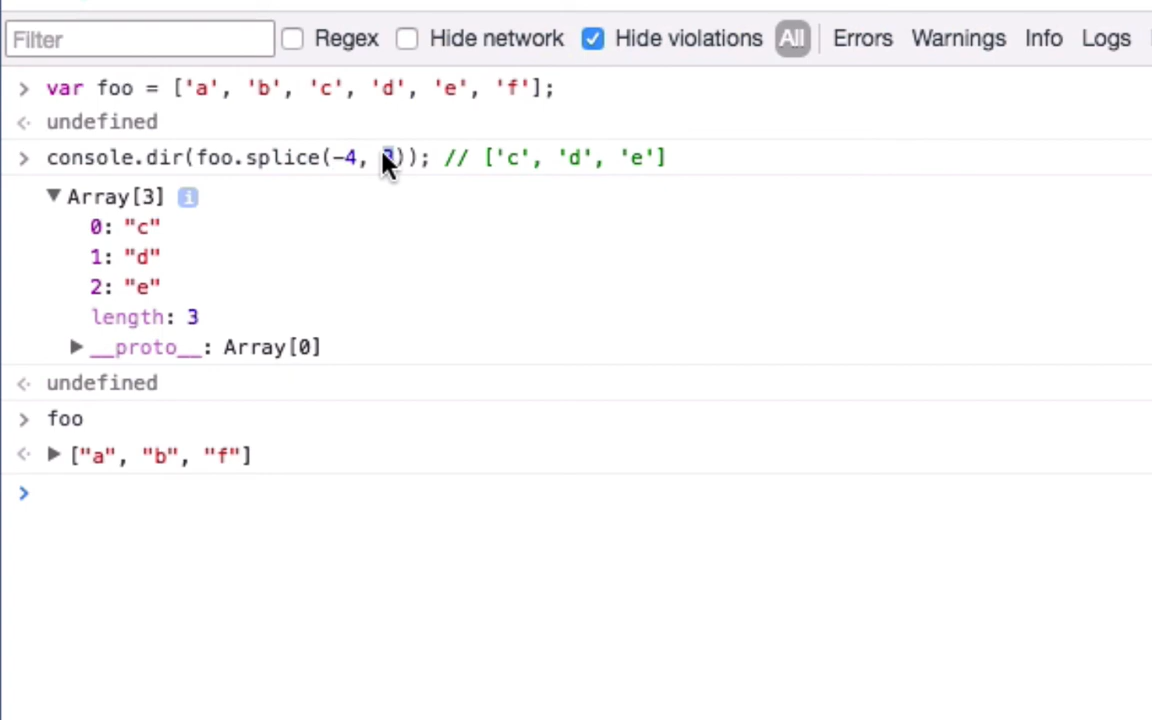 Filter Regex Hide network Hide violations All Errors Warnings Info Logs
> var foo = ['a', 'b', 'c', 'd', 'e', 'f'];
undefined
> console.dir(foo.splice(-4, )); // ['c', 'd', 'e']
▼ Array[3] i
0: "c"
1: "d"
2: "e"
length: 3
▶ __proto__: Array[0]
undefined
> foo
▶ ["a", "b", "f"]
>